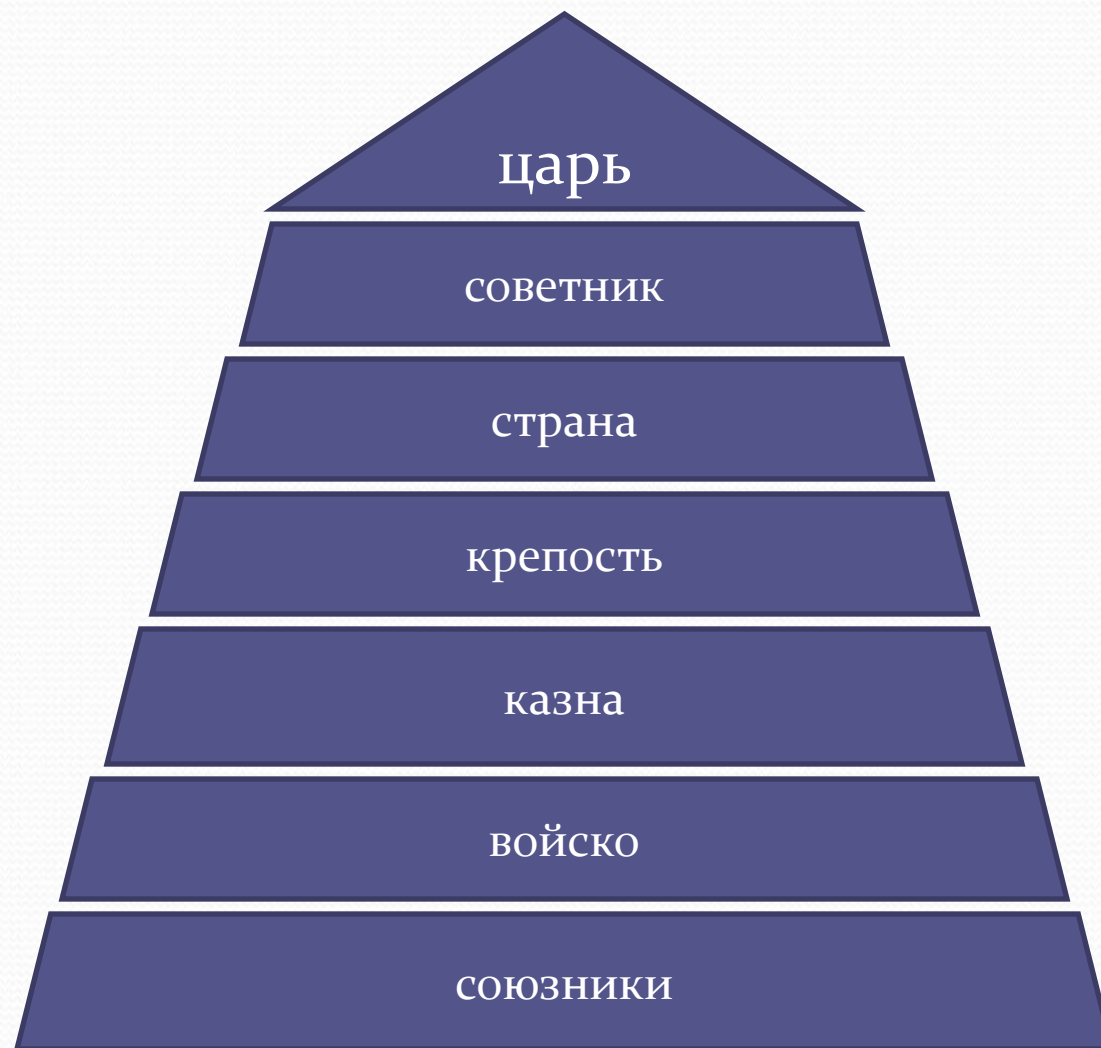 царь
советник
страна
крепость
казна
войско
союзники